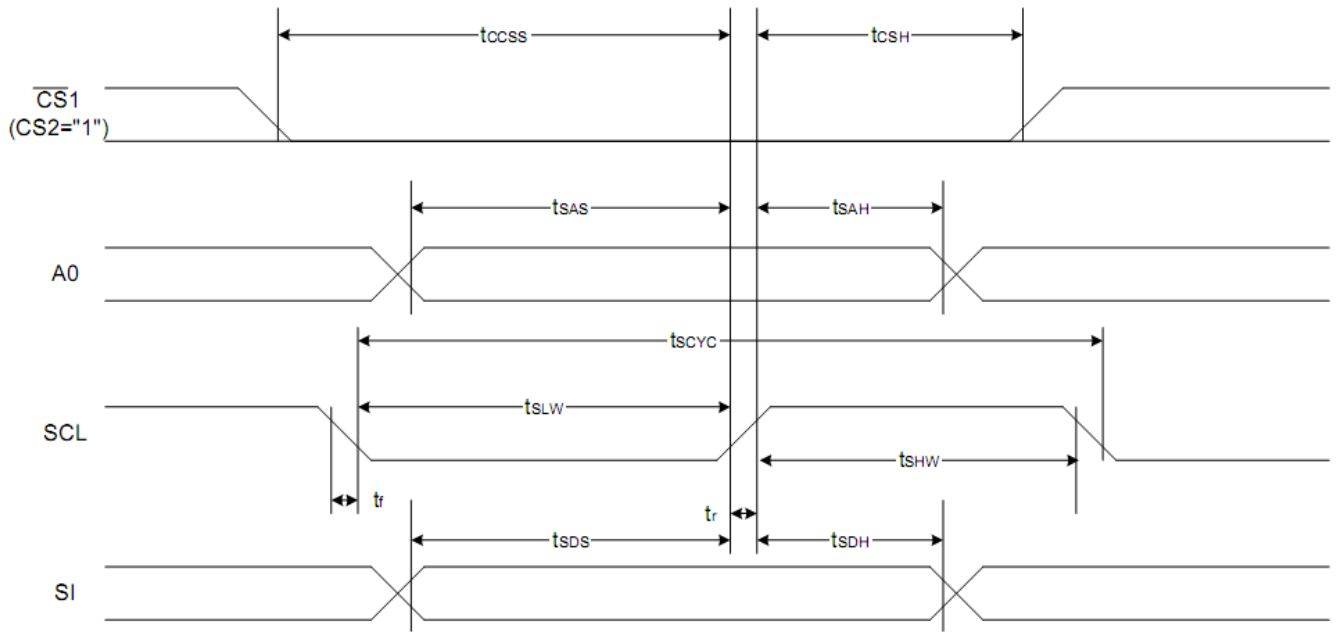 tCCSS
tCSH
CS1
(CS2="1")
tSAS
tSAH
A0
tSCYC
tSLW
SCL
tSHW
tf
tr
tSDS
tSDH
SI